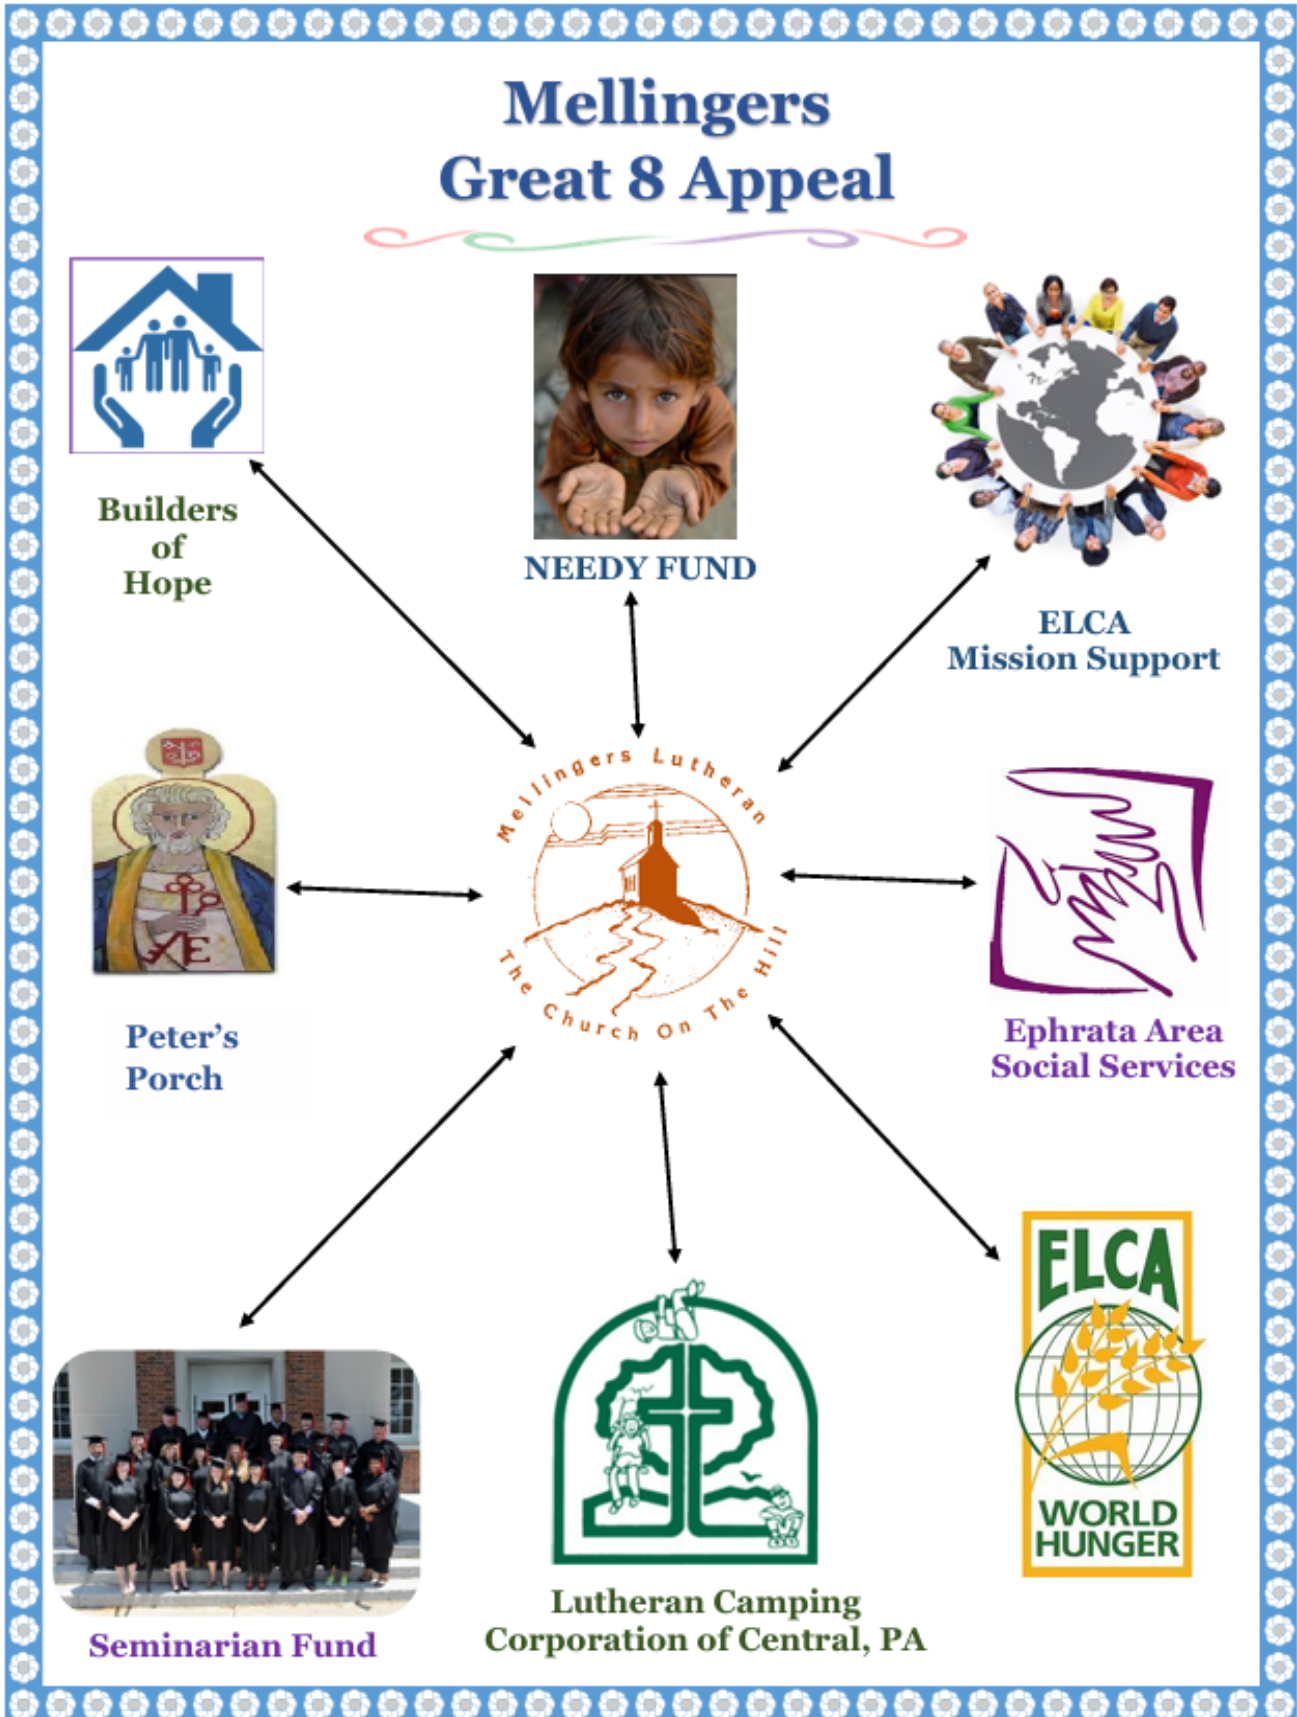 Mellingers
Great 8 Appeal
Builders
of
Hope
NEEDY FUND
ELCA
Mission Support
Mellingers Lutheran
The Church On The Hill
Peter's
Porch
Ephrata Area
Social Services
ELCA
WORLD
HUNGER
Seminarian Fund
Lutheran Camping
Corporation of Central, PA